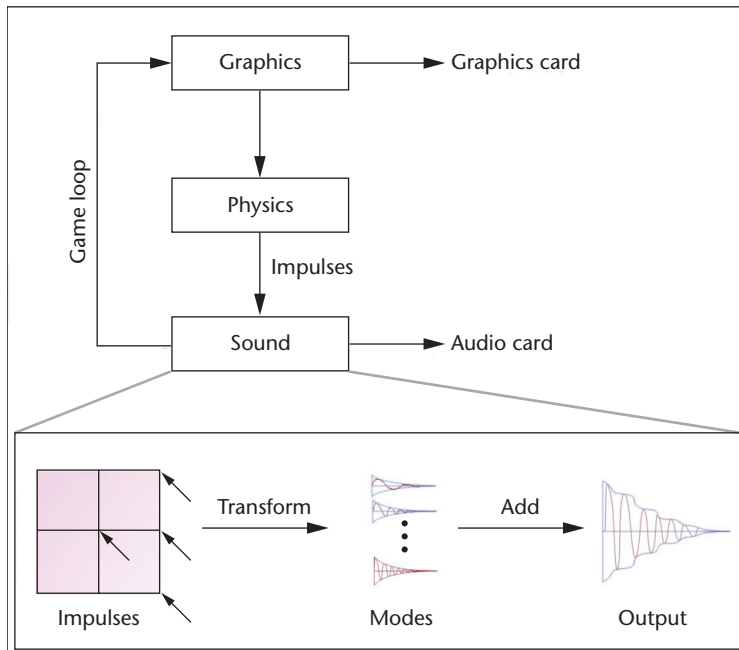 Graphics
Graphics card
Game loop
Physics
Impulses
Sound
Audio card
Transform
Add
Impulses
Modes
Output